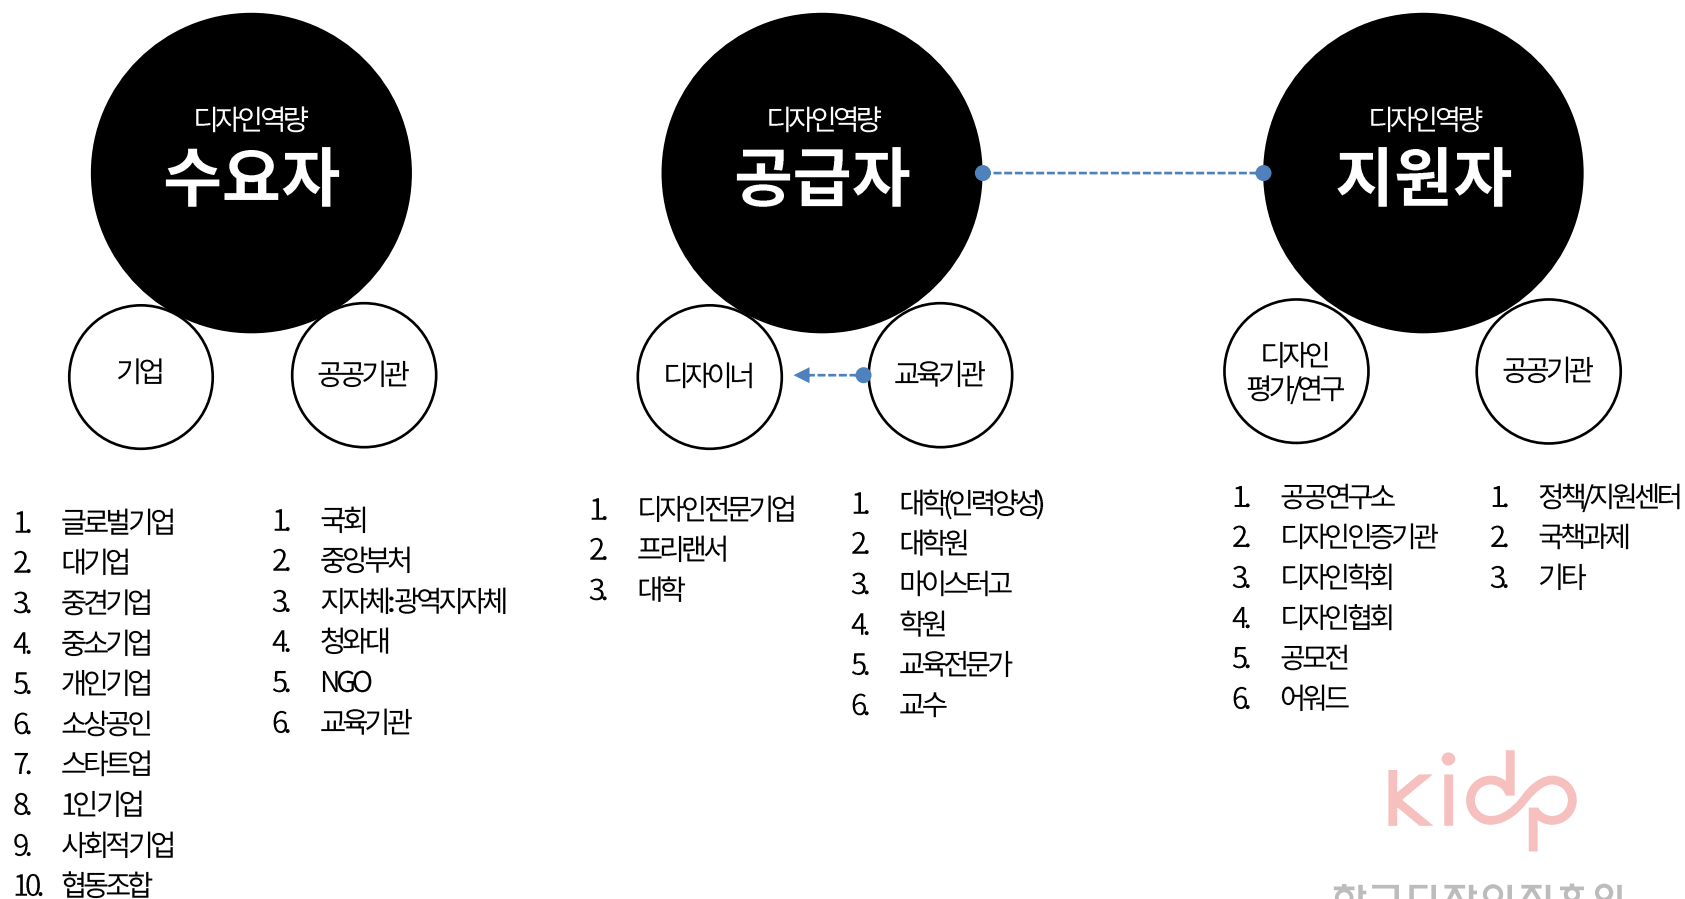 디자인역량
수요자
기업
공공기관
1. 글로벌기업
2. 대기업
3. 중견기업
4. 중소기업
5. 개인기업
6. 소상공인
7. 스타트업
8. 1인기업
9. 사회적기업
10. 협동조합
1. 국회
2. 중앙부처
3. 지자체:광역지자체
4. 청와대
5. NGO
6. 교육기관
디자인역량
공급자
디자이너
교육기관
1. 디자인전문기업
2. 프리랜서
3. 대학
1. 대학(인력양성)
2. 대학원
3. 마이스터고
4. 학원
5. 교육전문가
6. 교수
디자인역량
지원자
디자인
평가/연구
공공기관
1. 공공연구소
2. 디자인인증기관
3. 디자인학회
4. 디자인협회
5. 공모전
6. 어워드
1. 정책/지원센터
2. 국책과제
3. 기타
kidp
한국디자인진흥원